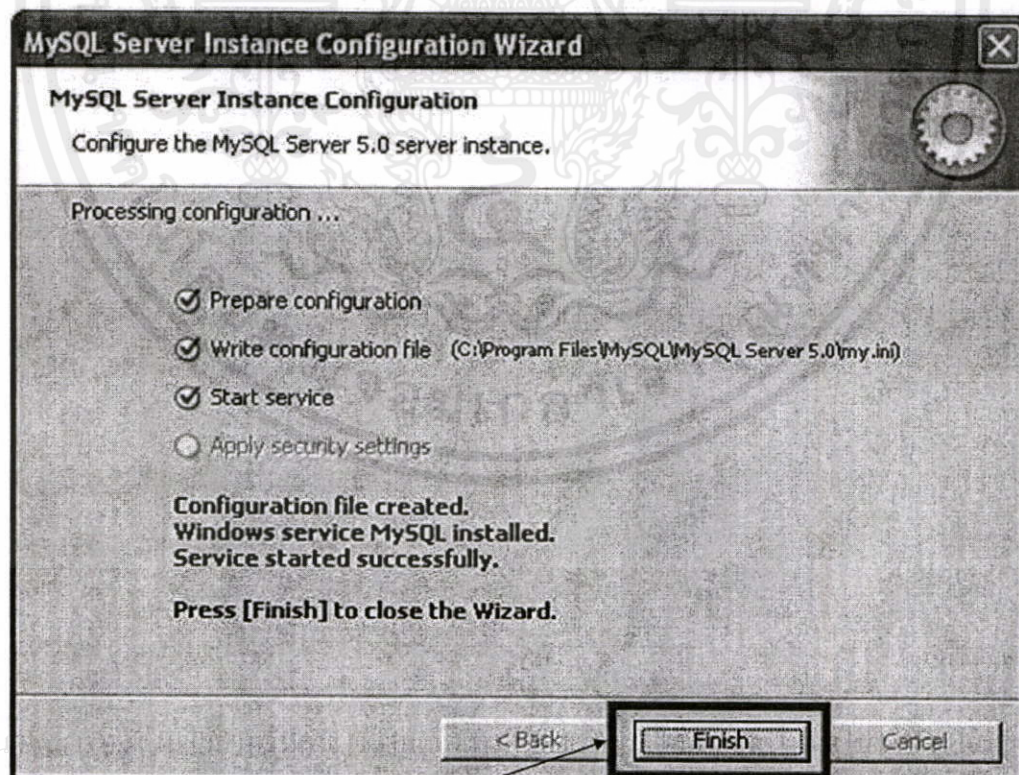 MySQL Server Instance Configuration Wizard
MySQL Server Instance Configuration
Configure the MySQL Server 5.0 server instance.
Processing configuration ...
Prepare configuration
Write configuration file (C:\Program Files\MySQL\MySQL Server 5.0\my.ini)
Start service
Apply security settings
Configuration file created.
Windows service MySQL installed.
Service started successfully.
Press [Finish] to close the Wizard.
< Back Finish Cancel